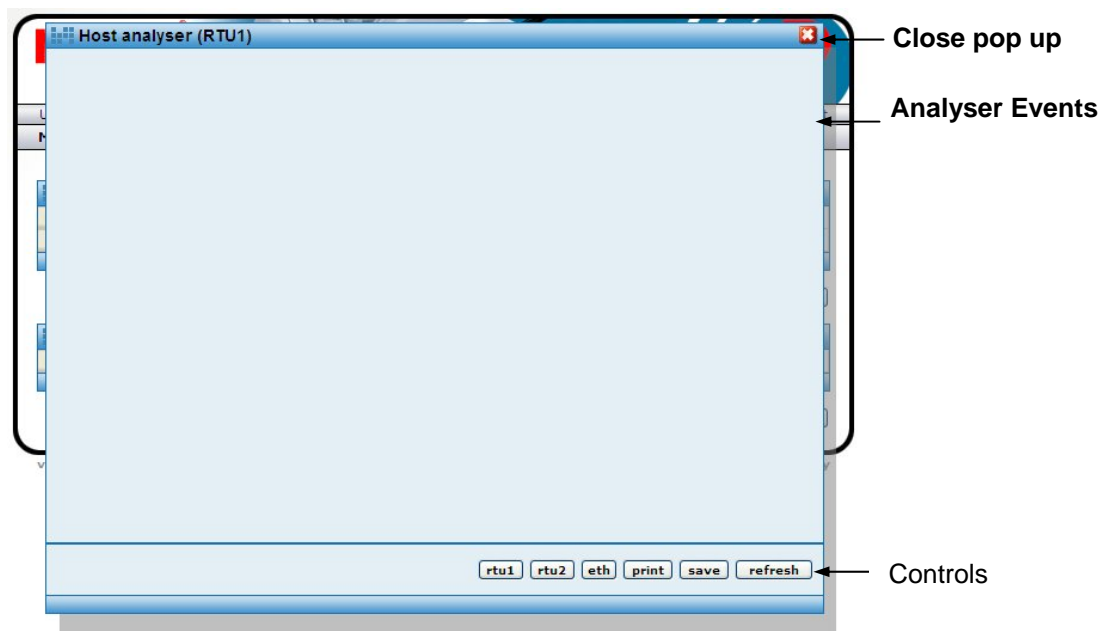 Host analyser (RTU1)
Close pop up
Analyser Events
rtu1 rtu2 eth print save refresh
Controls